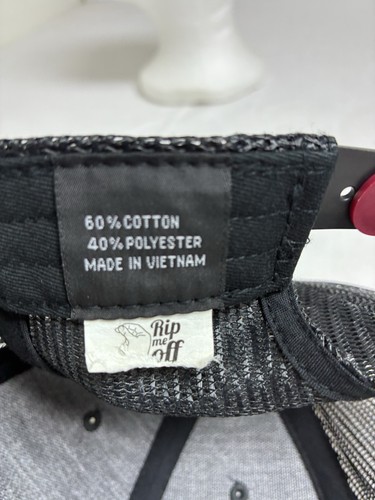 60% COTTON
40% POLYESTER
MADE IN VIETNAM
Rip
me
off